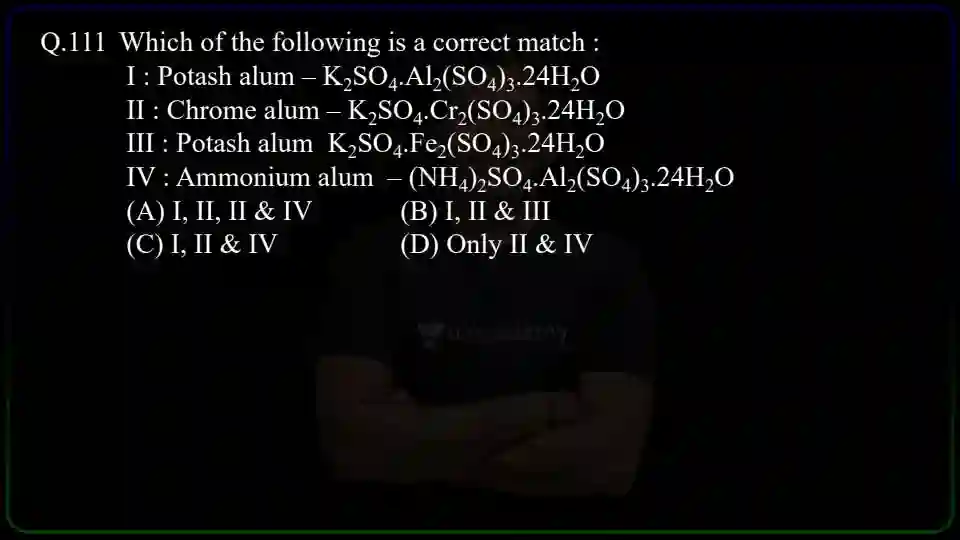 Q.111 Which of the following is a correct match :
I : Potash alum – K₂SO₄.Al₂(SO₄)₃.24H₂O
II : Chrome alum – K₂SO₄.Cr₂(SO₄)₃.24H₂O
III : Potash alum K₂SO₄.Fe₂(SO₄)₃.24H₂O
IV : Ammonium alum – (NH₄)₂SO₄.Al₂(SO₄)₃.24H₂O
(A) I, II, II & IV (B) I, II & III
(C) I, II & IV (D) Only II & IV